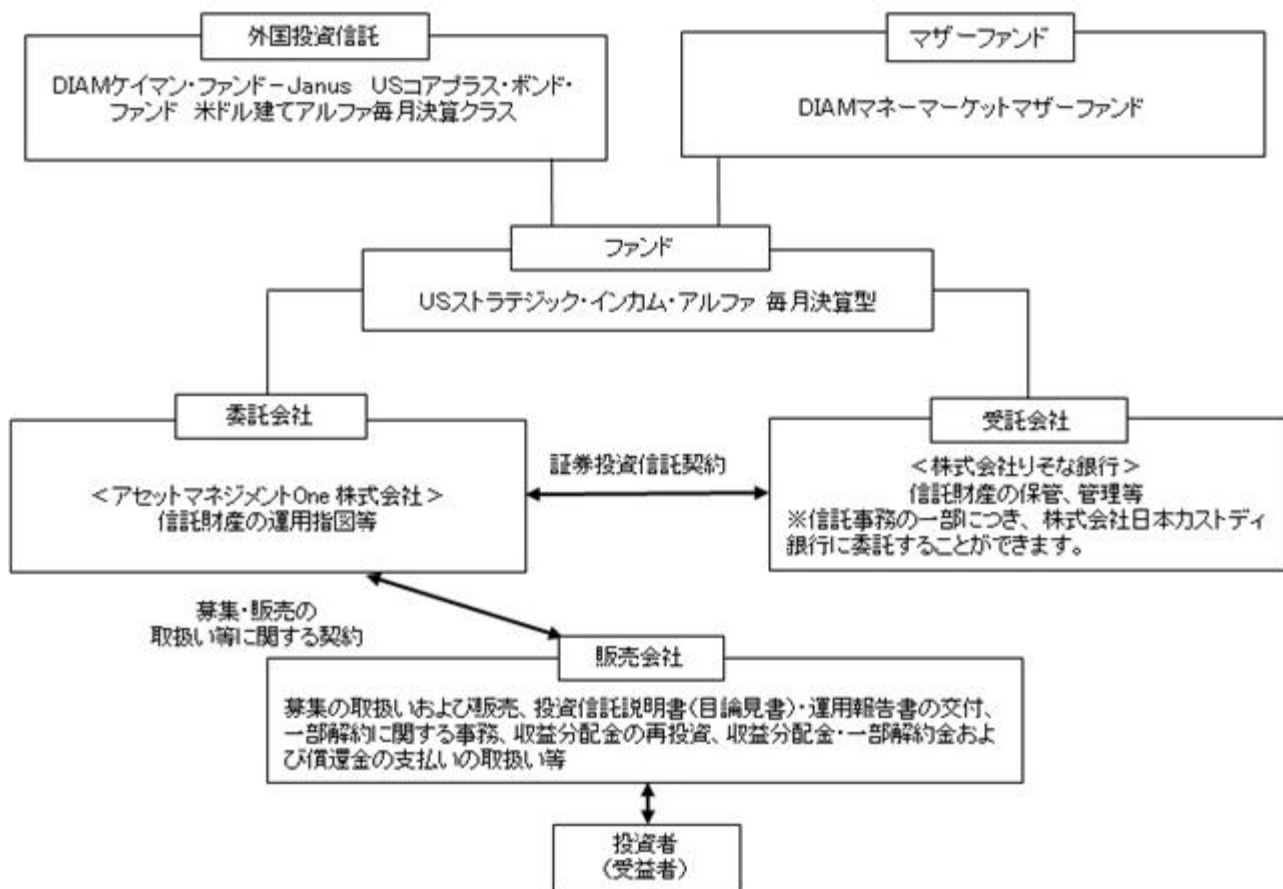 外国投資信託
DIAMケイマン・ファンド－Janus　USコアプラス・ボンド・
ファンド　米ドル建てアルファ毎月決算クラス
マザーファンド
DIAMマネーマーケットマザーファンド
ファンド
USストラテジック・インカム・アルファ 毎月決算型
委託会社
＜アセットマネジメントOne 株式会社＞
信託財産の運用指図等
証券投資信託契約
受託会社
＜株式会社りそな銀行＞
信託財産の保管、管理等
※信託事務の一部につき、株式会社日本カストディ
銀行に委託することができます。
募集・販売の
取扱い等に関する契約
販売会社
募集の取扱いおよび販売、投資信託説明書（目論見書）・運用報告書の交付、
一部解約に関する事務、収益分配金の再投資、収益分配金・一部解約金およ
び償還金の支払いの取扱い等
投資者
（受益者）